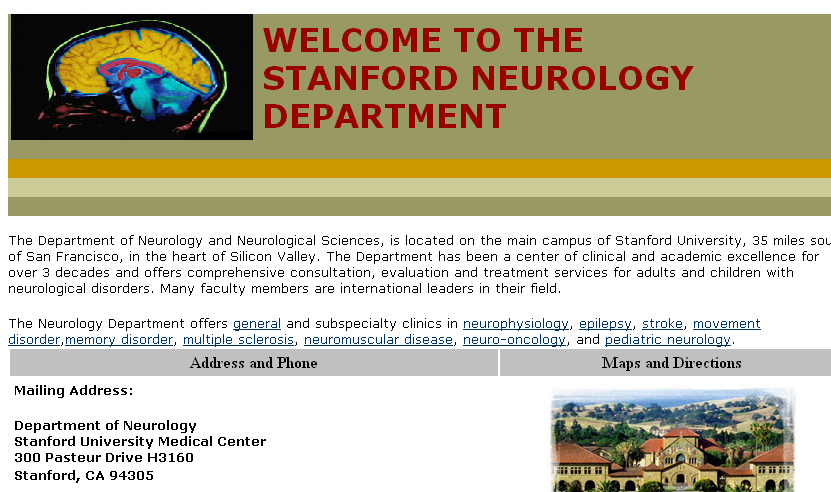 WELCOME TO THE
STANFORD NEUROLOGY
DEPARTMENT
The Department of Neurology and Neurological Sciences, is located on the main campus of Stanford University, 35 miles
of San Francisco, in the heart of Silicon Valley. The Department has been a center of clinical and academic excellence for
over 3 decades and offers comprehensive consultation, evaluation and treatment services for adults and children with
neurological disorders. Many faculty members are international leaders in their field.
The Neurology Department offers general and subspecialty clinics in neurophysiology, epilepsy, stroke, movement
disorder,memory disorder, multiple sclerosis, neuromuscular disease, neuro-oncology, and pediatric neurology.
Address and Phone
Maps and Directions
Mailing Address:
Department of Neurology
Stanford University Medical Center
300 Pasteur Drive H3160
Stanford, CA 94305